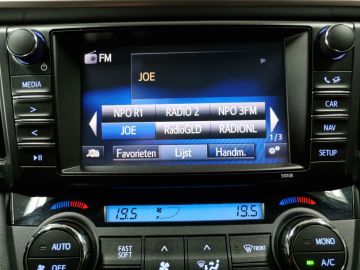 FM
JOE
MEDIA
NPO R1 RADIO 2 NPO 3FM
JOE RadioGLD RADIONL
1/3
Favorieten Lijst Handm.
CAR
NAV
SETUP
510108
19.5 19.5
AUTO
OFF
FAST
SOFT
FRONT
MONO
A/C